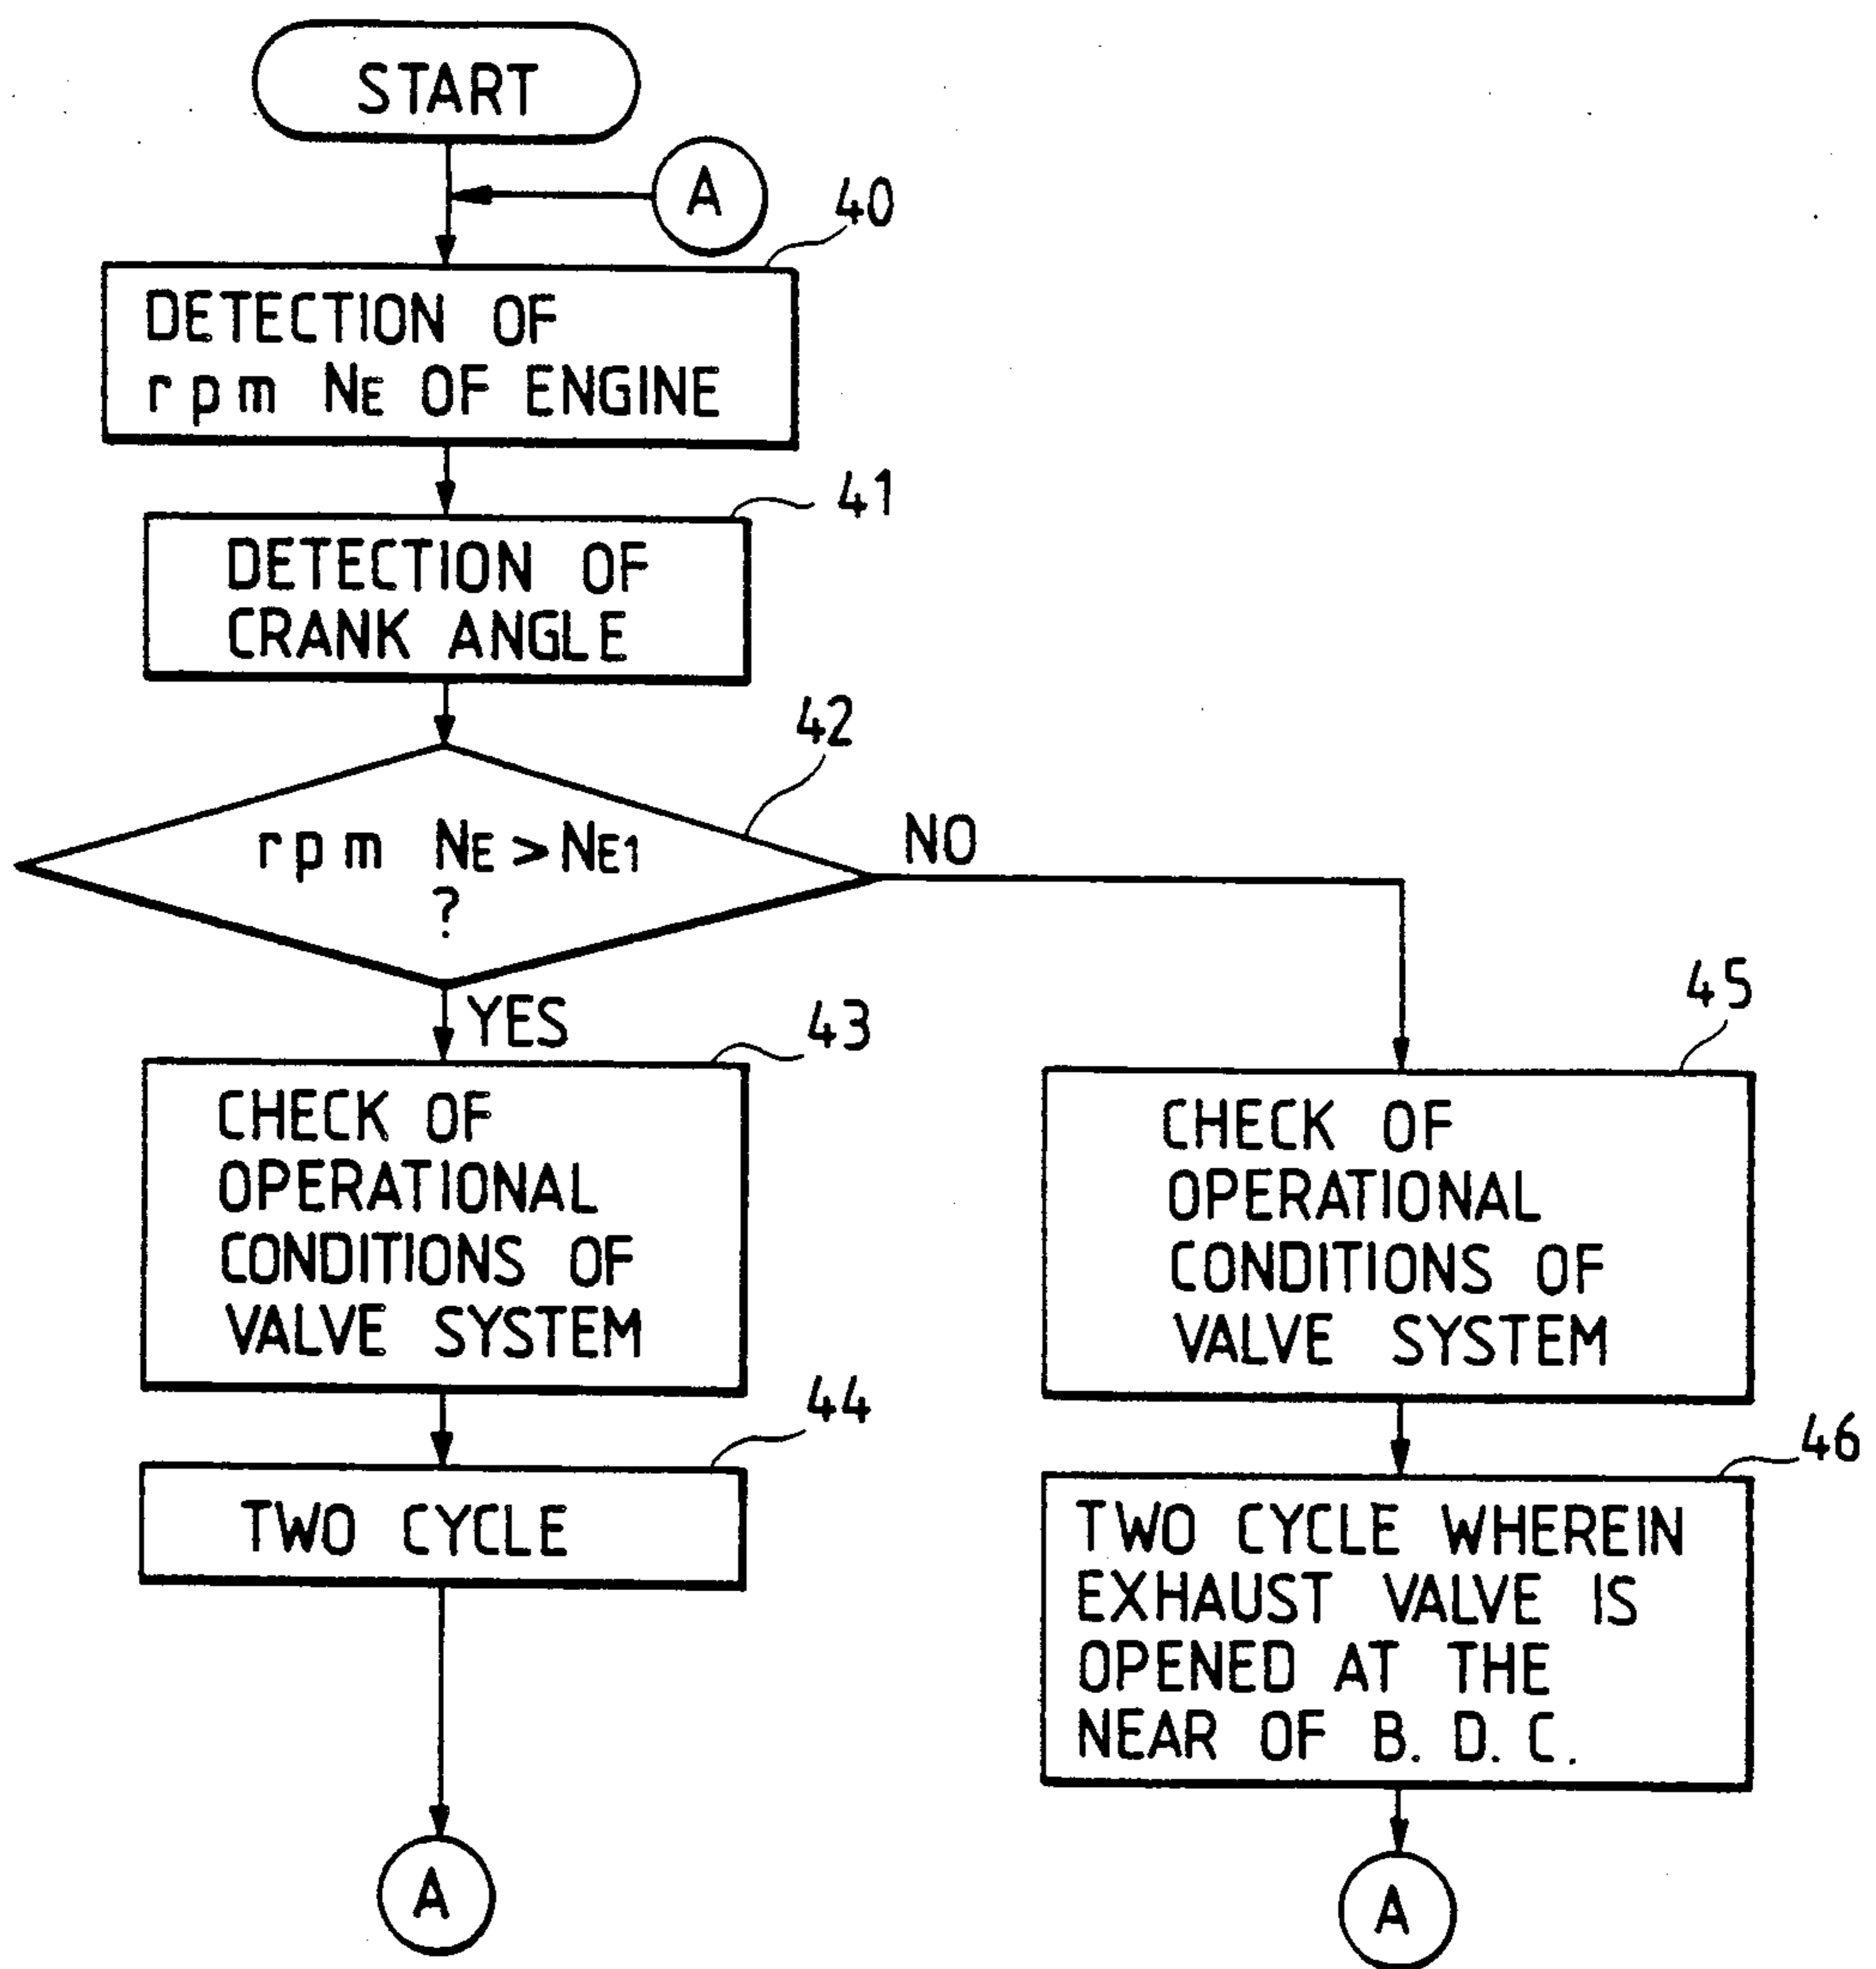 START
A
40
DETECTION OF
rpm NE OF ENGINE
41
DETECTION OF
CRANK ANGLE
42
rpm NE > NE1
?
NO
YES
43
CHECK OF
OPERATIONAL
CONDITIONS OF
VALVE SYSTEM
44
TWO CYCLE
A
45
CHECK OF
OPERATIONAL
CONDITIONS OF
VALVE SYSTEM
46
TWO CYCLE WHEREIN
EXHAUST VALVE IS
OPENED AT THE
NEAR OF B. D. C.
A